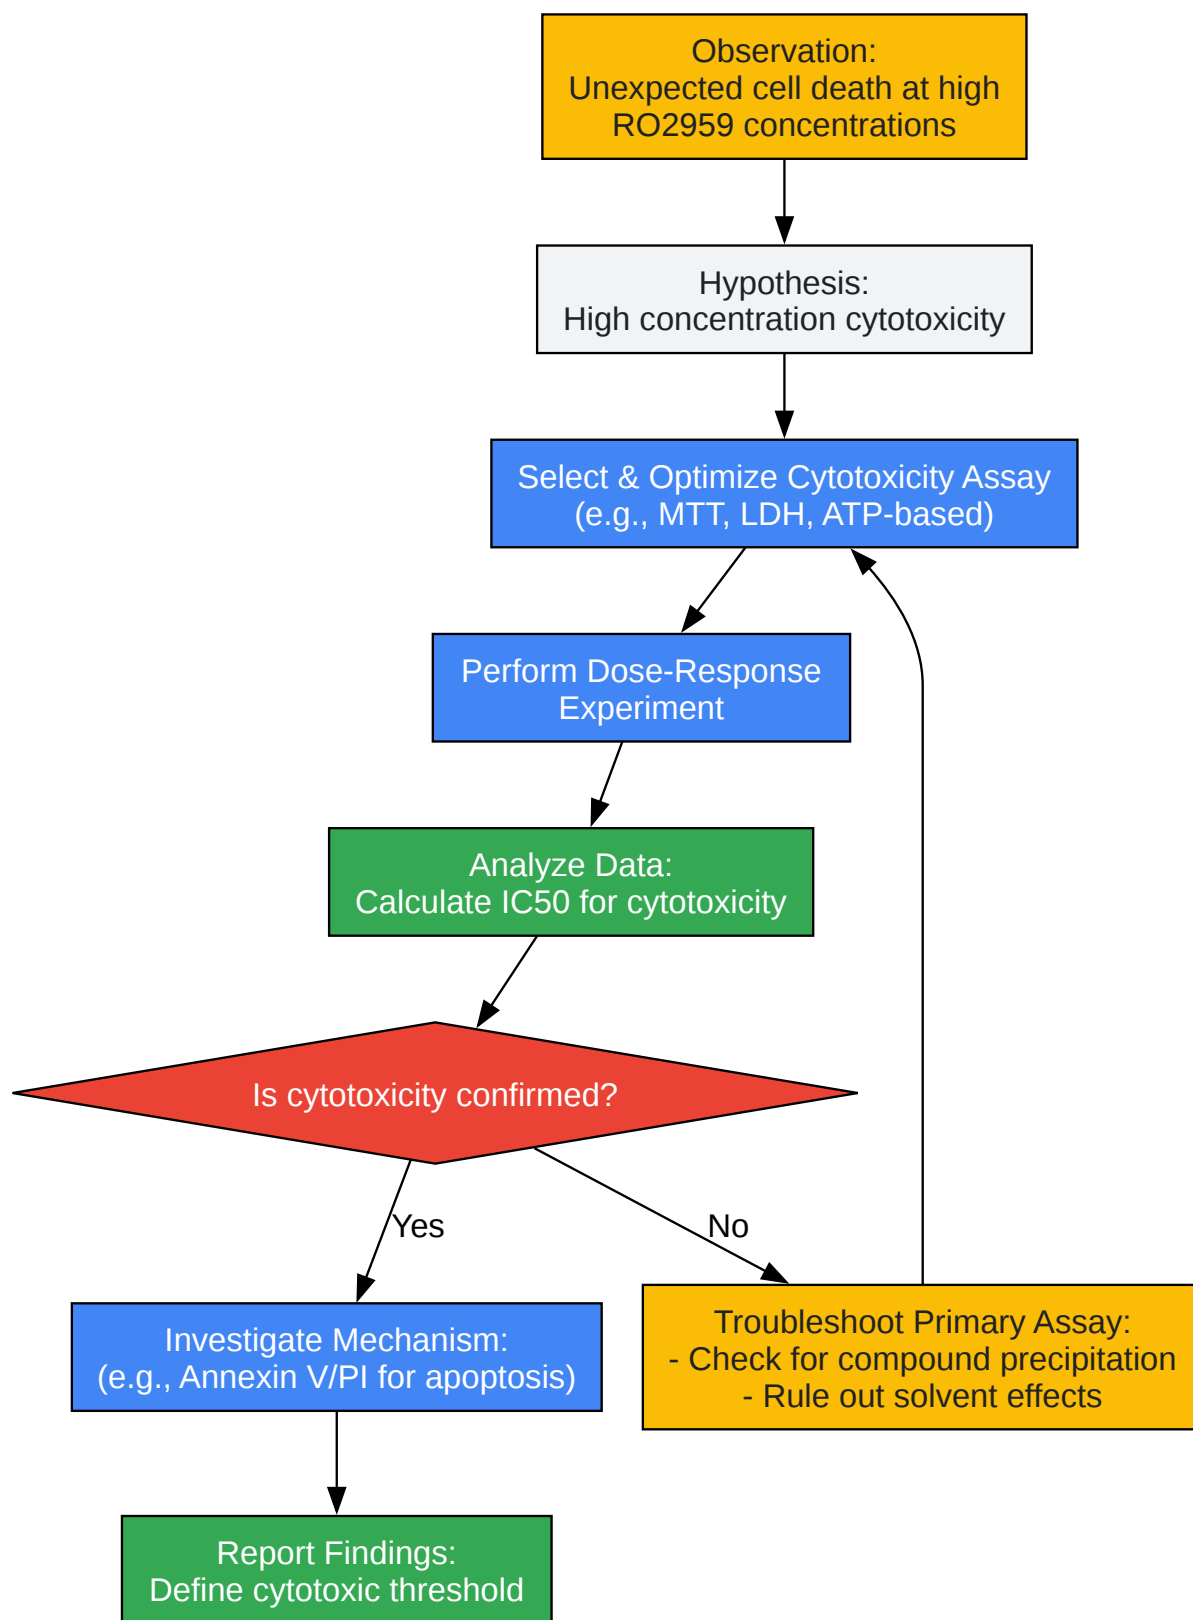 Observation:
Unexpected cell death at high
RO2959 concentrations
Hypothesis:
High concentration cytotoxicity
Select & Optimize Cytotoxicity Assay
(e.g., MTT, LDH, ATP-based)
Perform Dose-Response
Experiment
Analyze Data:
Calculate IC50 for cytotoxicity
Is cytotoxicity confirmed?
Yes
No
Investigate Mechanism:
(e.g., Annexin V/PI for apoptosis)
Troubleshoot Primary Assay:
- Check for compound precipitation
- Rule out solvent effects
Report Findings:
Define cytotoxic threshold